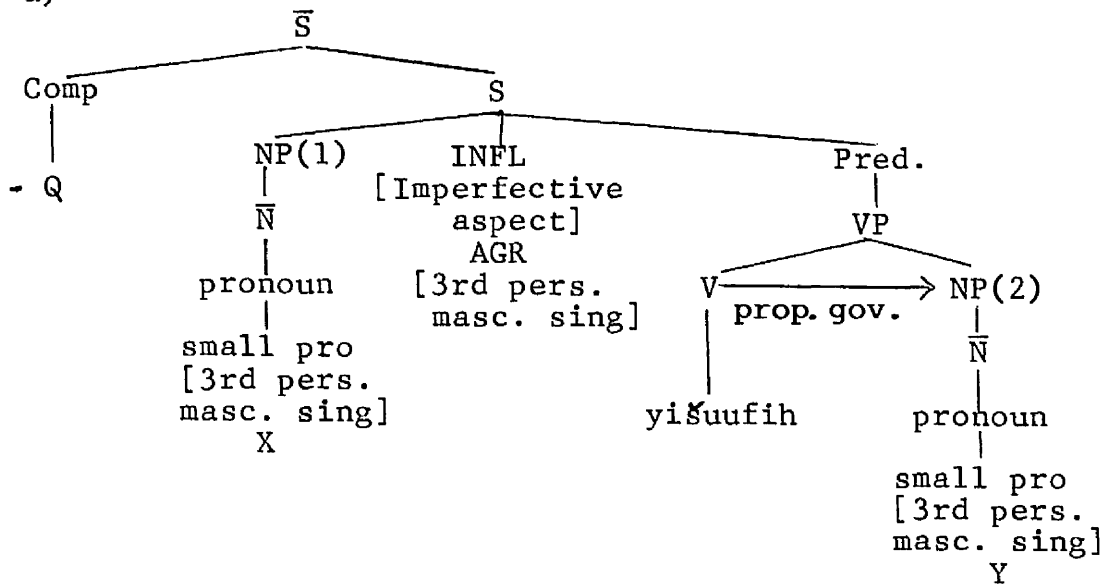 a)
S̅
Comp S
- Q NP(1) INFL Pred.
[Imperfective
N̅ aspect] VP
AGR
pronoun [3rd pers. V NP(2)
masc. sing] prop. gov.
small pro N̅
[3rd pers.
masc. sing] yišuufih pronoun
X
small pro
[3rd pers.
masc. sing]
Y